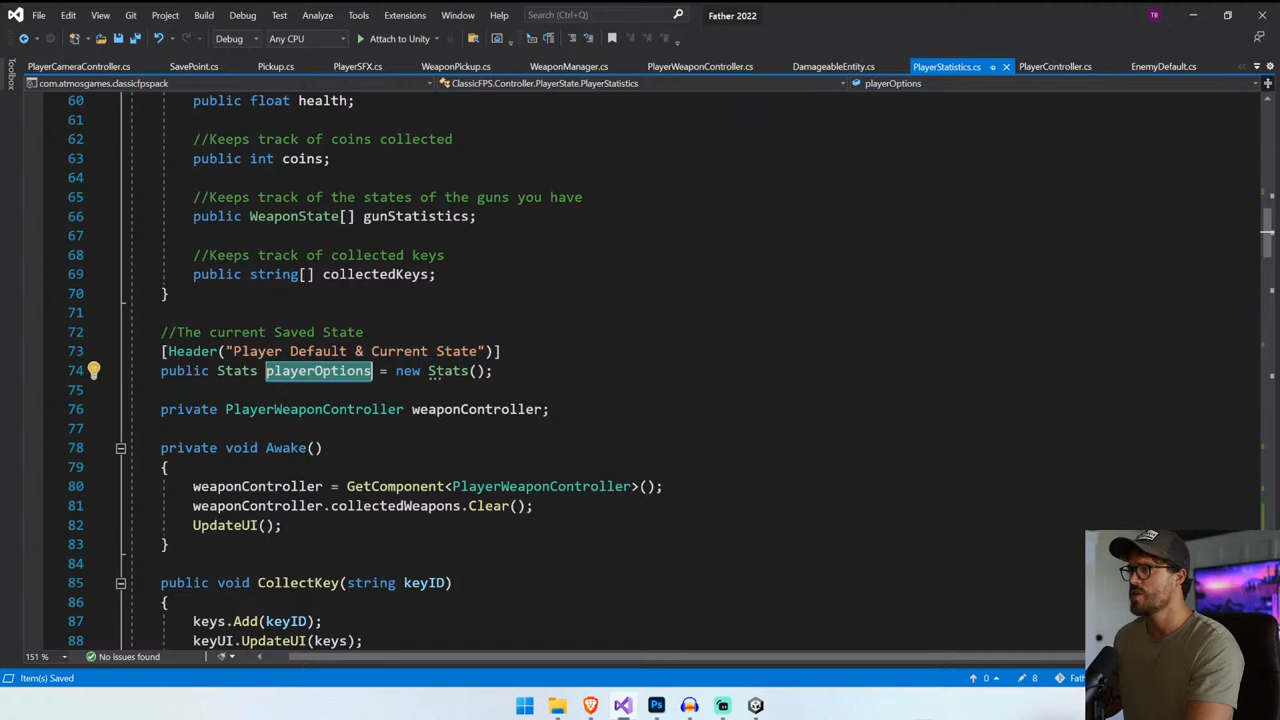 File Edit View Git Project Build Debug Test Analyze Tools Extensions Window Help Search (Ctrl+Q) Father 2022 TB
Debug Any CPU Attach to Unity
Toolbox
PlayerCameraController.cs SavePoint.cs Pickup.cs PlayerSFX.cs WeaponPickup.cs WeaponManager.cs PlayerWeaponController.cs DamageableEntity.cs PlayerStatistics.cs PlayerController.cs EnemyDefault.cs
com.atmosgames.classicfpspack ClassicFPS.Controller.PlayerState.PlayerStatistics playerOptions
60 public float health;
61
62 //Keeps track of coins collected
63 public int coins;
64
65 //Keeps track of the states of the guns you have
66 public WeaponState[] gunStatistics;
67
68 //Keeps track of collected keys
69 public string[] collectedKeys;
70 }
71
72 //The current Saved State
73 [Header("Player Default & Current State")]
74 public Stats playerOptions = new Stats();
75
76 private PlayerWeaponController weaponController;
77
78 private void Awake()
79 {
80 weaponController = GetComponent<PlayerWeaponController>();
81 weaponController.collectedWeapons.Clear();
82 UpdateUI();
83 }
84
85 public void CollectKey(string keyID)
86 {
87 keys.Add(keyID);
88 keyUI.UpdateUI(keys);
151 % No issues found
Item(s) Saved 0 8 Fath
Ps